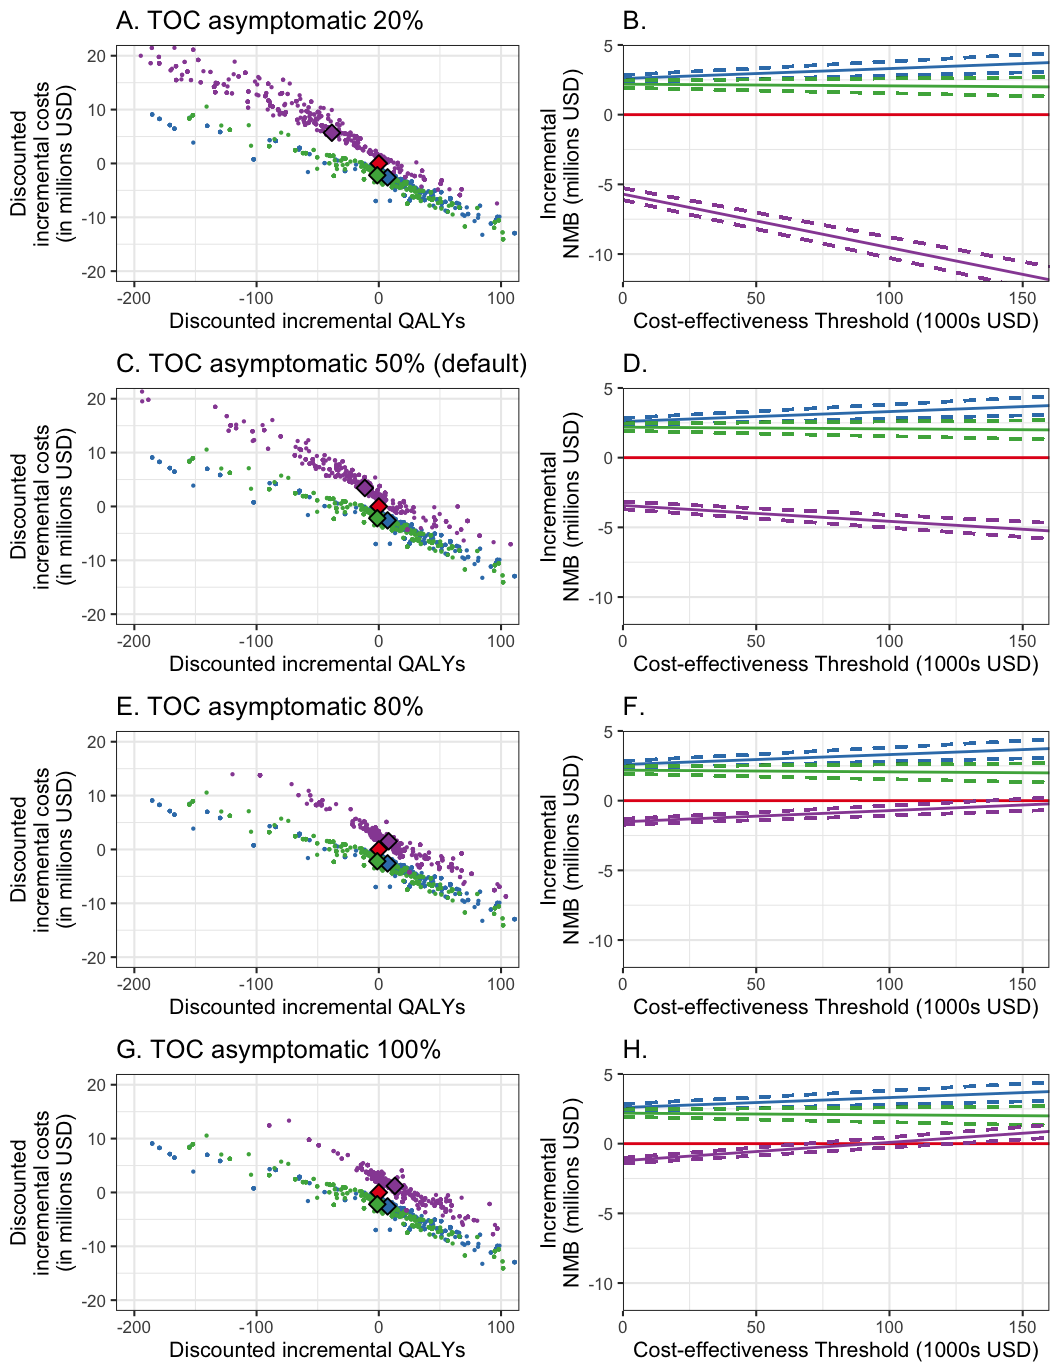 A. TOC asymptomatic 20%
Discounted
incremental costs
(in millions USD)
20
10
0
-10
-20
-200 -100 0 100
Discounted incremental QALYs
B.
Incremental
NMB (millions USD)
5
0
-5
-10
0 50 100 150
Cost-effectiveness Threshold (1000s USD)
C. TOC asymptomatic 50% (default)
Discounted
incremental costs
(in millions USD)
20
10
0
-10
-20
-200 -100 0 100
Discounted incremental QALYs
D.
Incremental
NMB (millions USD)
5
0
-5
-10
0 50 100 150
Cost-effectiveness Threshold (1000s USD)
E. TOC asymptomatic 80%
Discounted
incremental costs
(in millions USD)
20
10
0
-10
-20
-200 -100 0 100
Discounted incremental QALYs
F.
Incremental
NMB (millions USD)
5
0
-5
-10
0 50 100 150
Cost-effectiveness Threshold (1000s USD)
G. TOC asymptomatic 100%
Discounted
incremental costs
(in millions USD)
20
10
0
-10
-20
-200 -100 0 100
Discounted incremental QALYs
H.
Incremental
NMB (millions USD)
5
0
-5
-10
0 50 100 150
Cost-effectiveness Threshold (1000s USD)